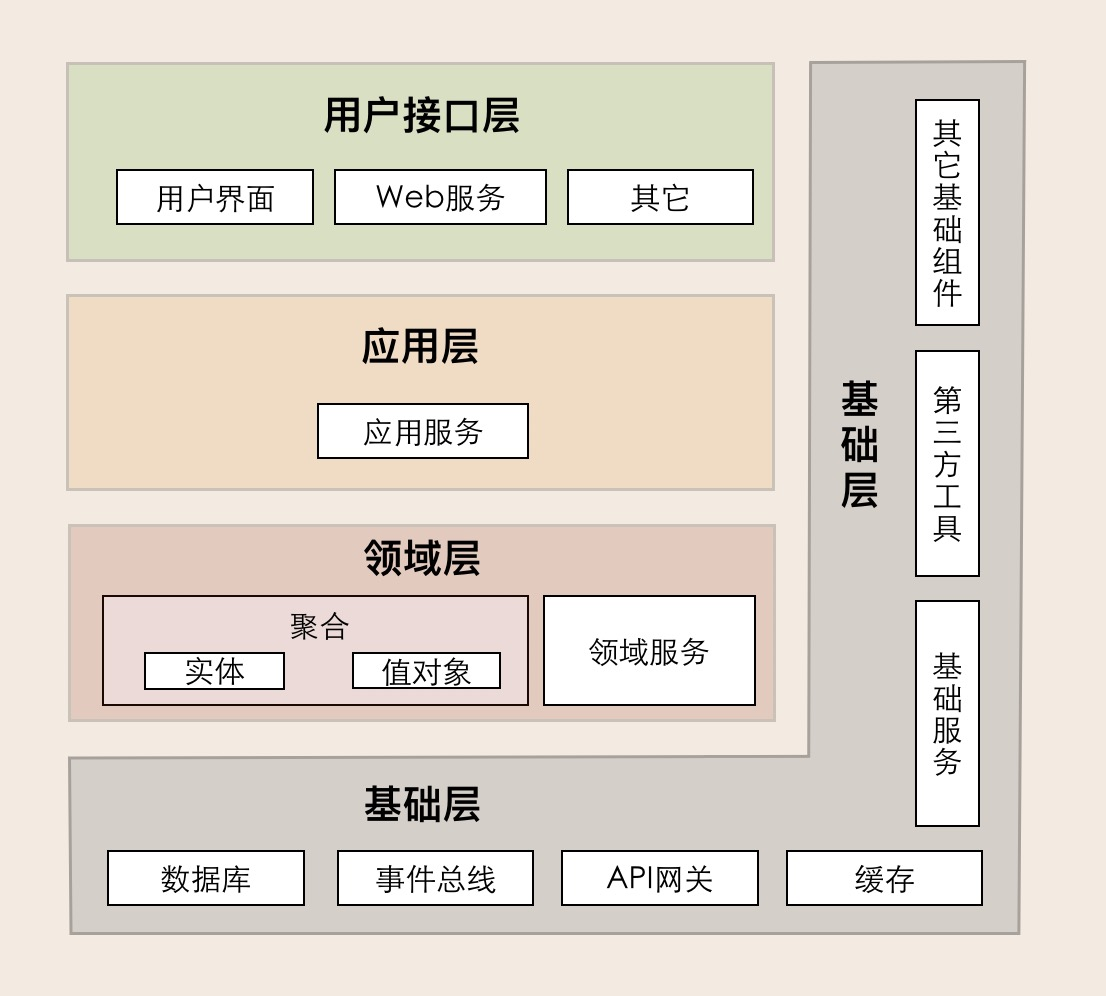 用户接口层
用户界面
Web服务
其它
应用层
应用服务
领域层
聚合
实体
值对象
领域服务
基础层
其它基础组件
第三方工具
基础服务
基础层
数据库
事件总线
API网关
缓存